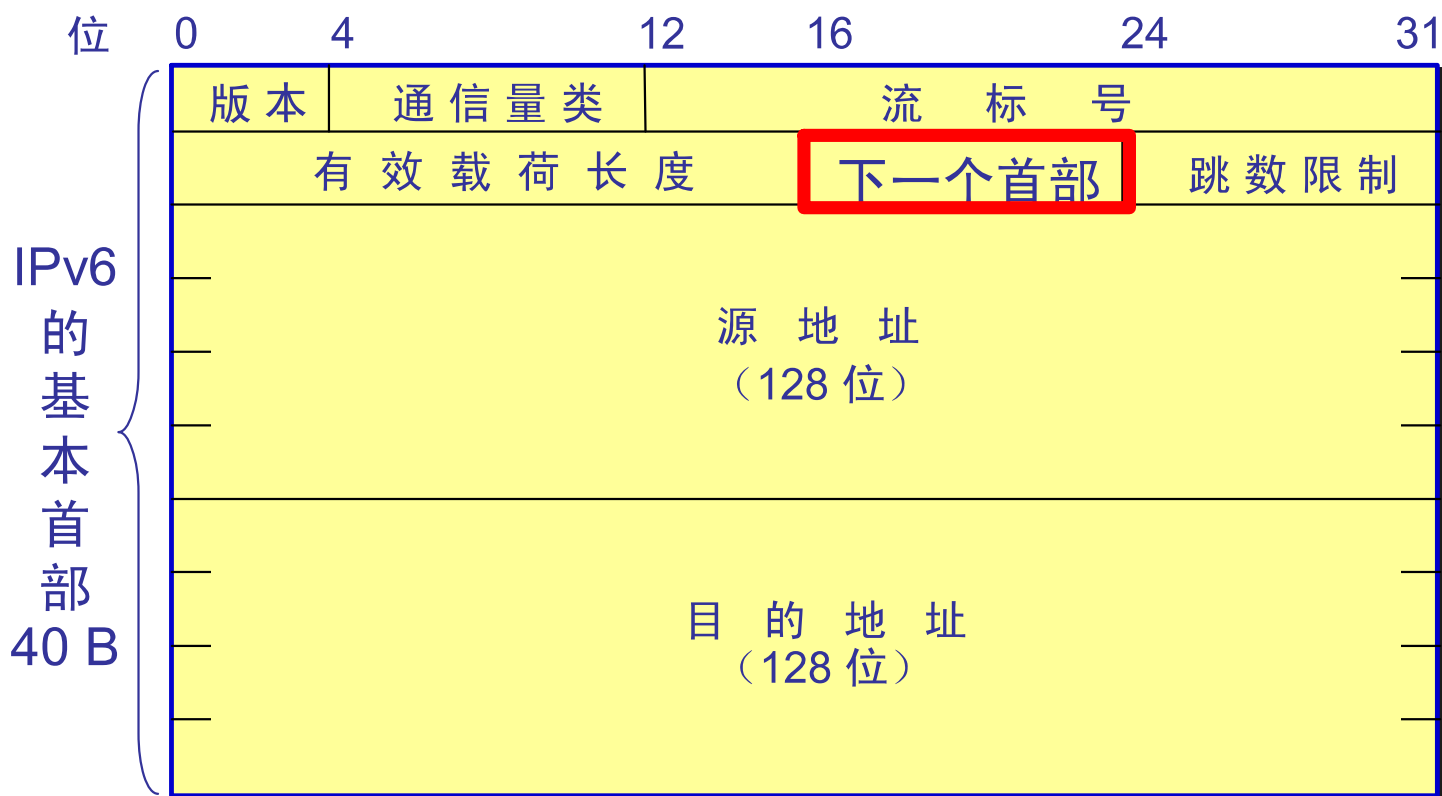 位 0 4 12 16 24 31
版本 通信量类 流标号
有效载荷长度 下一个首部 跳数限制
IPv6
的
基
本
首
部
40 B
源地址
（128 位）
目的地址
（128 位）